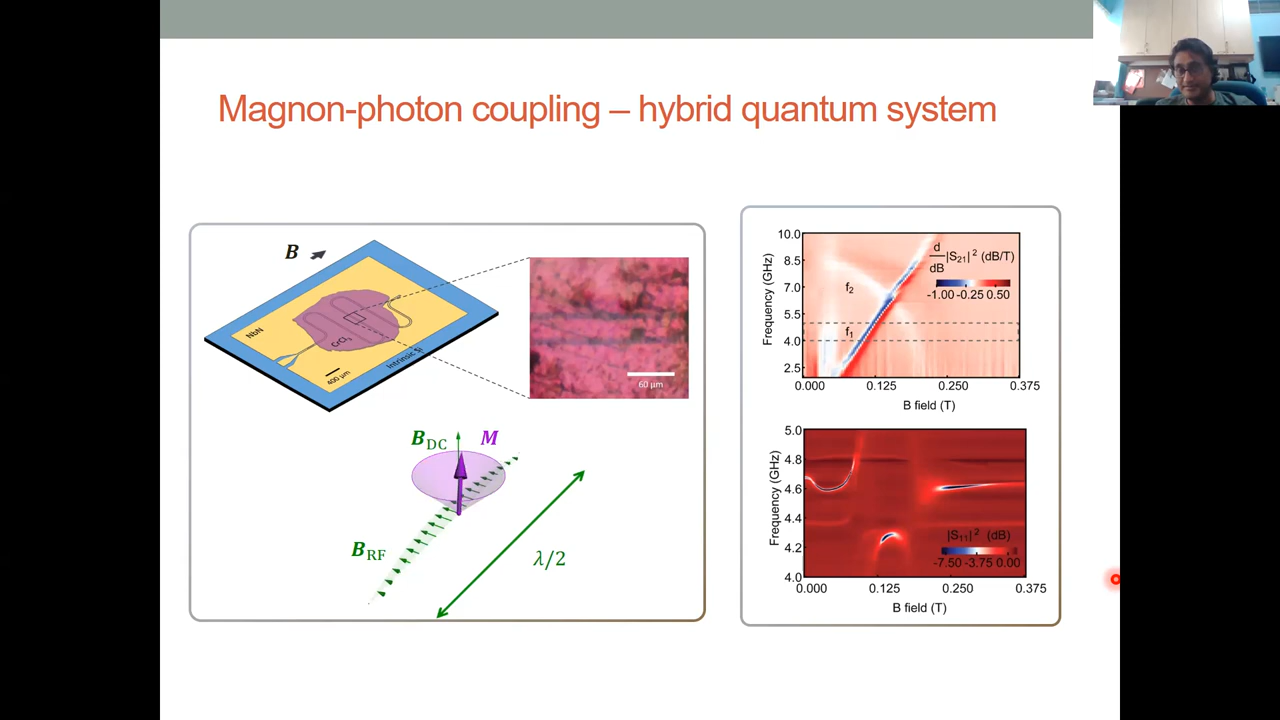 Magnon-photon coupling – hybrid quantum system
B
NbN
CrCl₃
400 μm
Intrinsic Si
60 μm
B_DC
M
B_RF
λ/2
10.0
8.5
7.0
5.5
4.0
2.5
Frequency (GHz)
f₂
f₁
d
dB
|S₂₁|² (dB/T)
-1.00 -0.25 0.50
0.000 0.125 0.250 0.375
B field (T)
5.0
4.8
4.6
4.4
4.2
4.0
Frequency (GHz)
|S₁₁|² (dB)
-7.50 -3.75 0.00
0.000 0.125 0.250 0.375
B field (T)